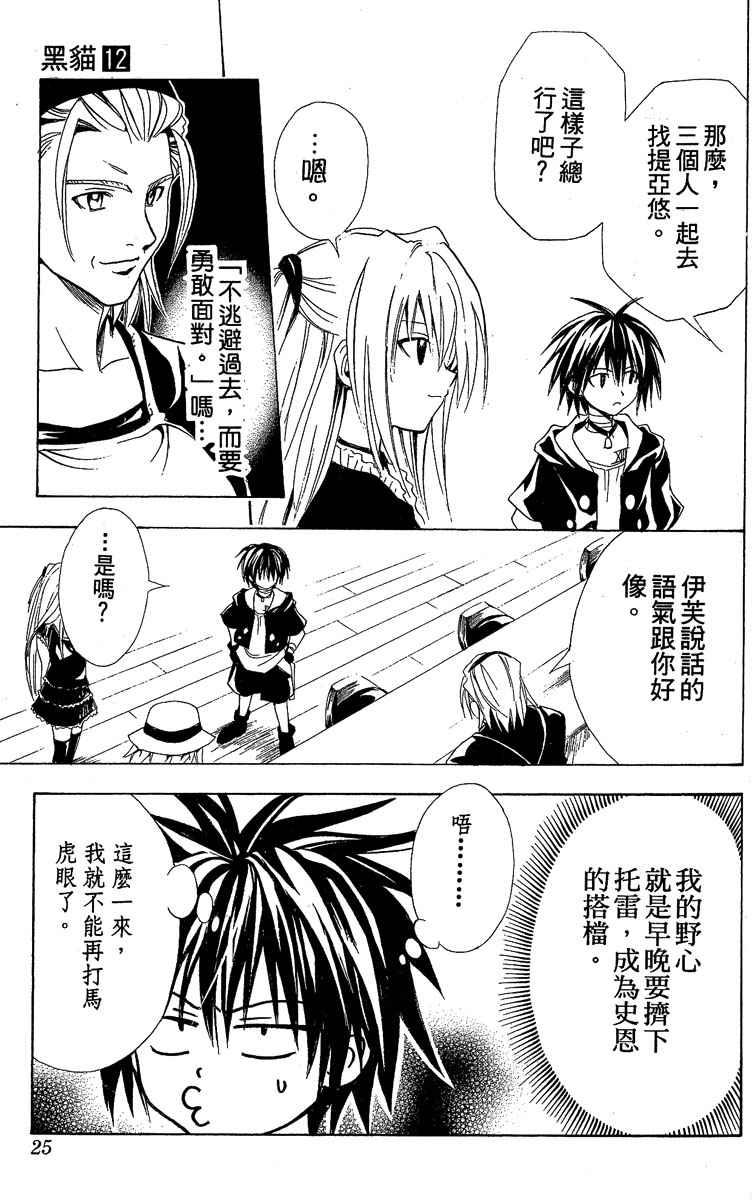 黑貓12
那麼，
三個人一起去
找提亞悠。
這樣子總
行了吧？
…嗯。
「不逃避過去，而要
勇敢面對。」嗎…
伊芙說話的
語氣跟你好
像。
…是嗎？
我的野心
就是早晚要擠下
托雷，成為史恩
的搭檔。
唔………
這麼一來，
我就不能再打馬
虎眼了。
25